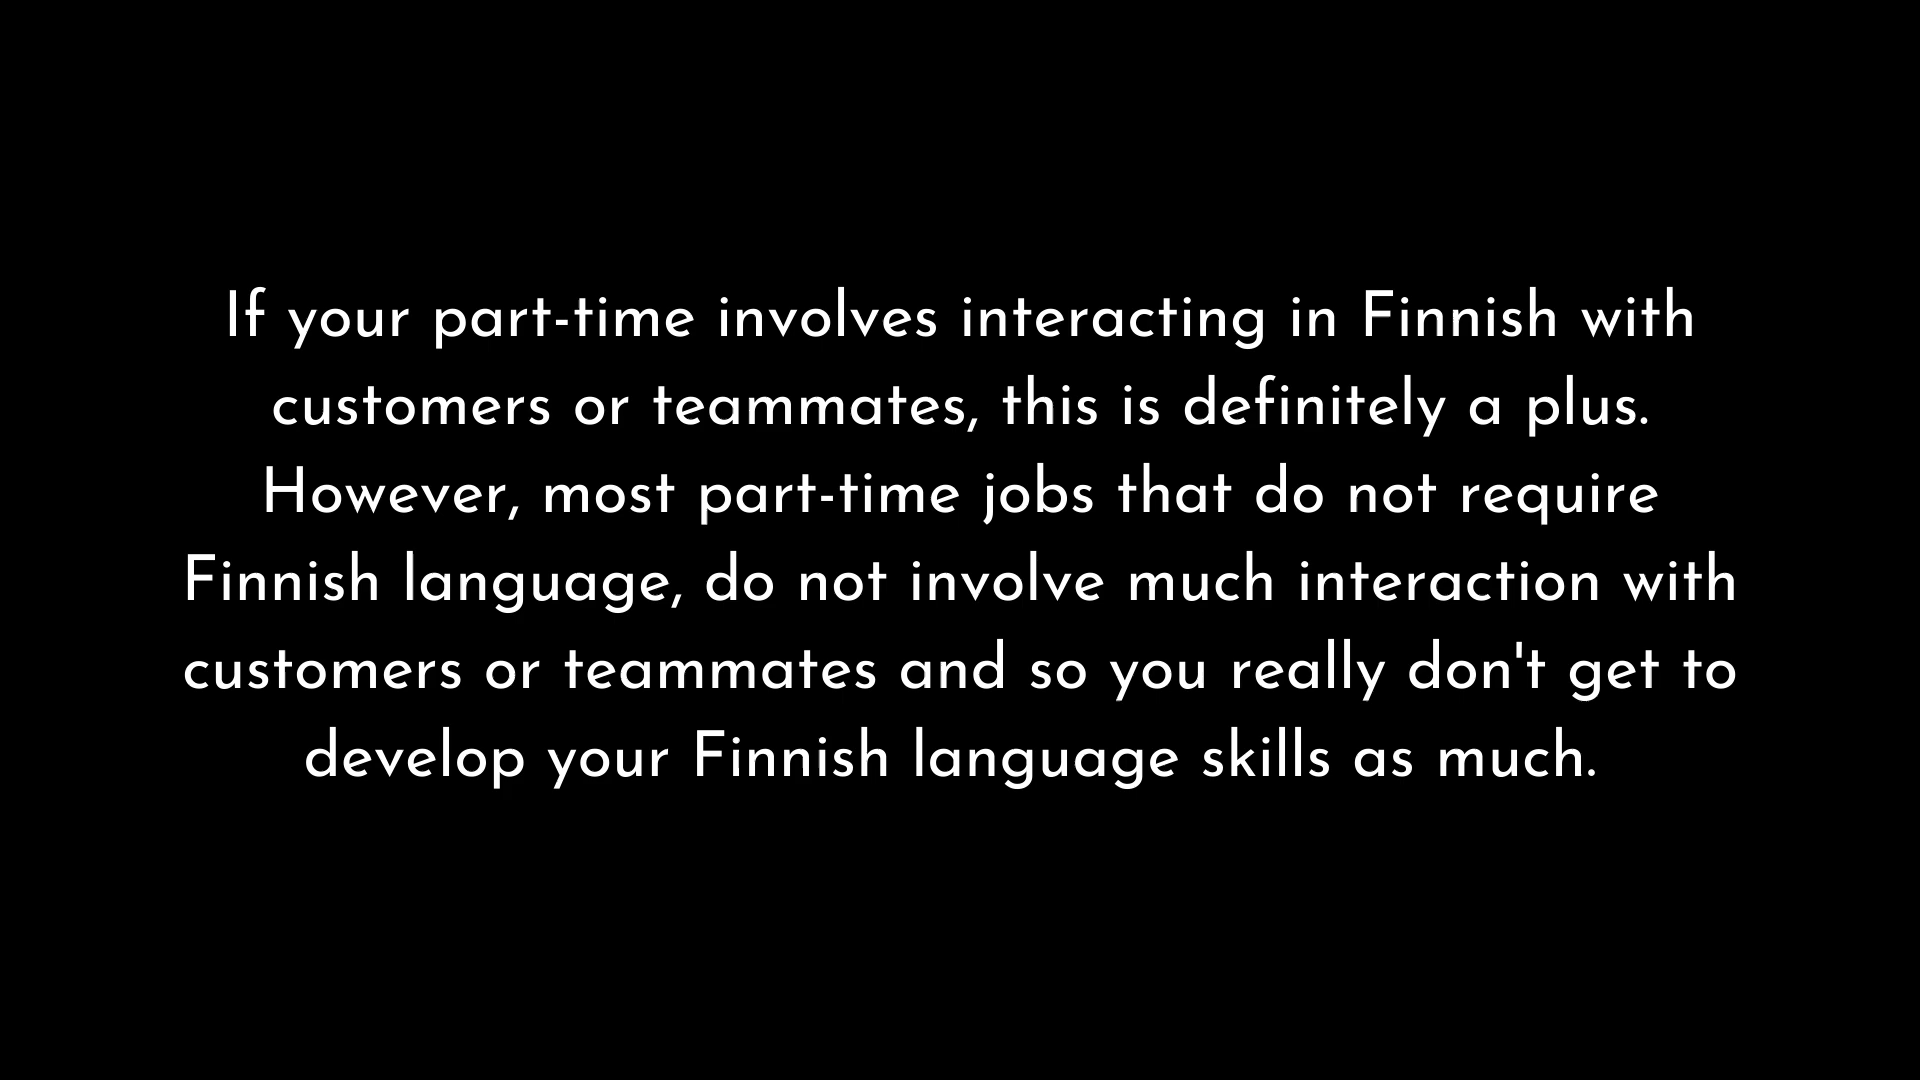 If your part-time involves interacting in Finnish with
customers or teammates, this is definitely a plus.
However, most part-time jobs that do not require
Finnish language, do not involve much interaction with
customers or teammates and so you really don't get to
develop your Finnish language skills as much.